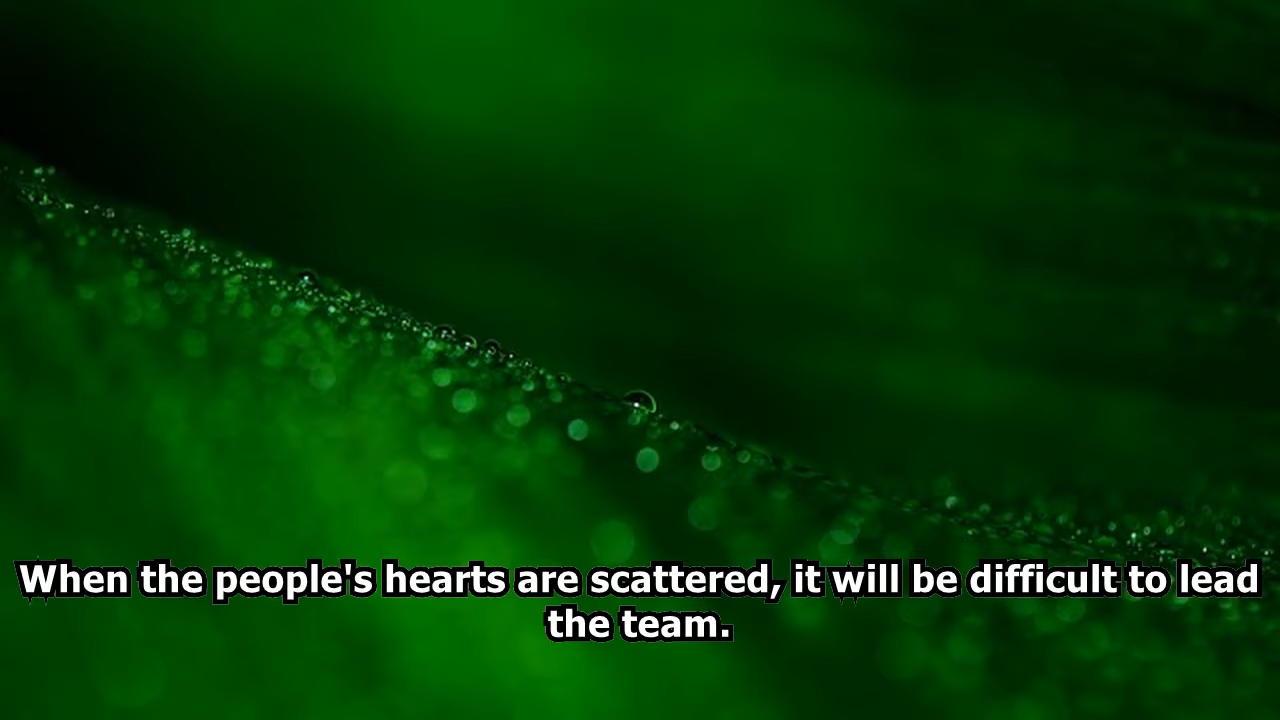 When the people's hearts are scattered, it will be difficult to lead
the team.